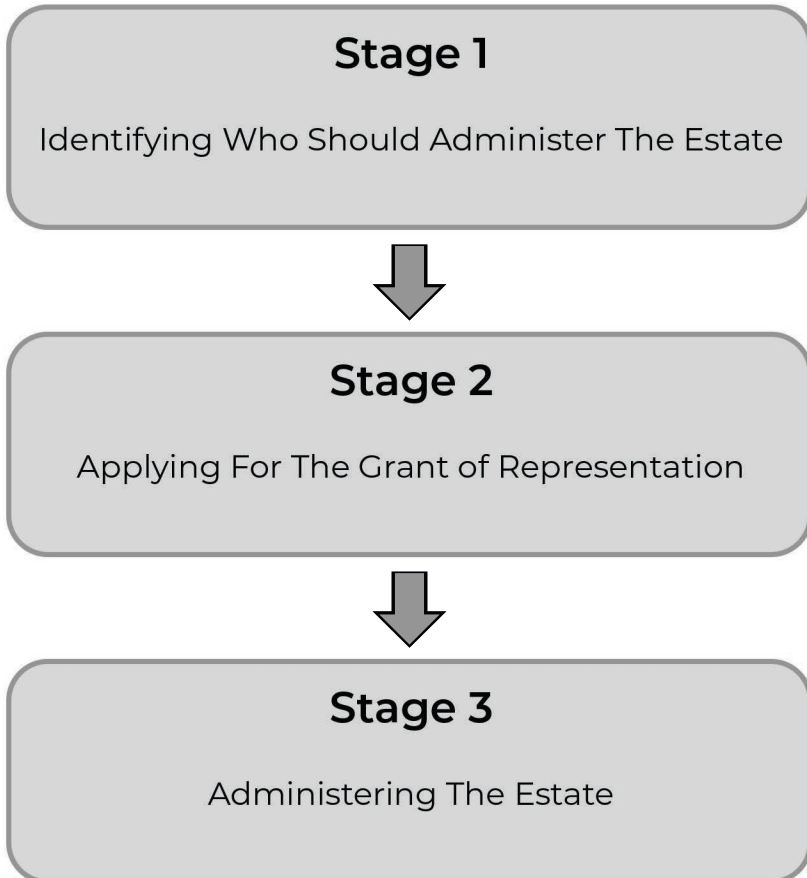 Stage 1
Identifying Who Should Administer The Estate
Stage 2
Applying For The Grant of Representation
Stage 3
Administering The Estate